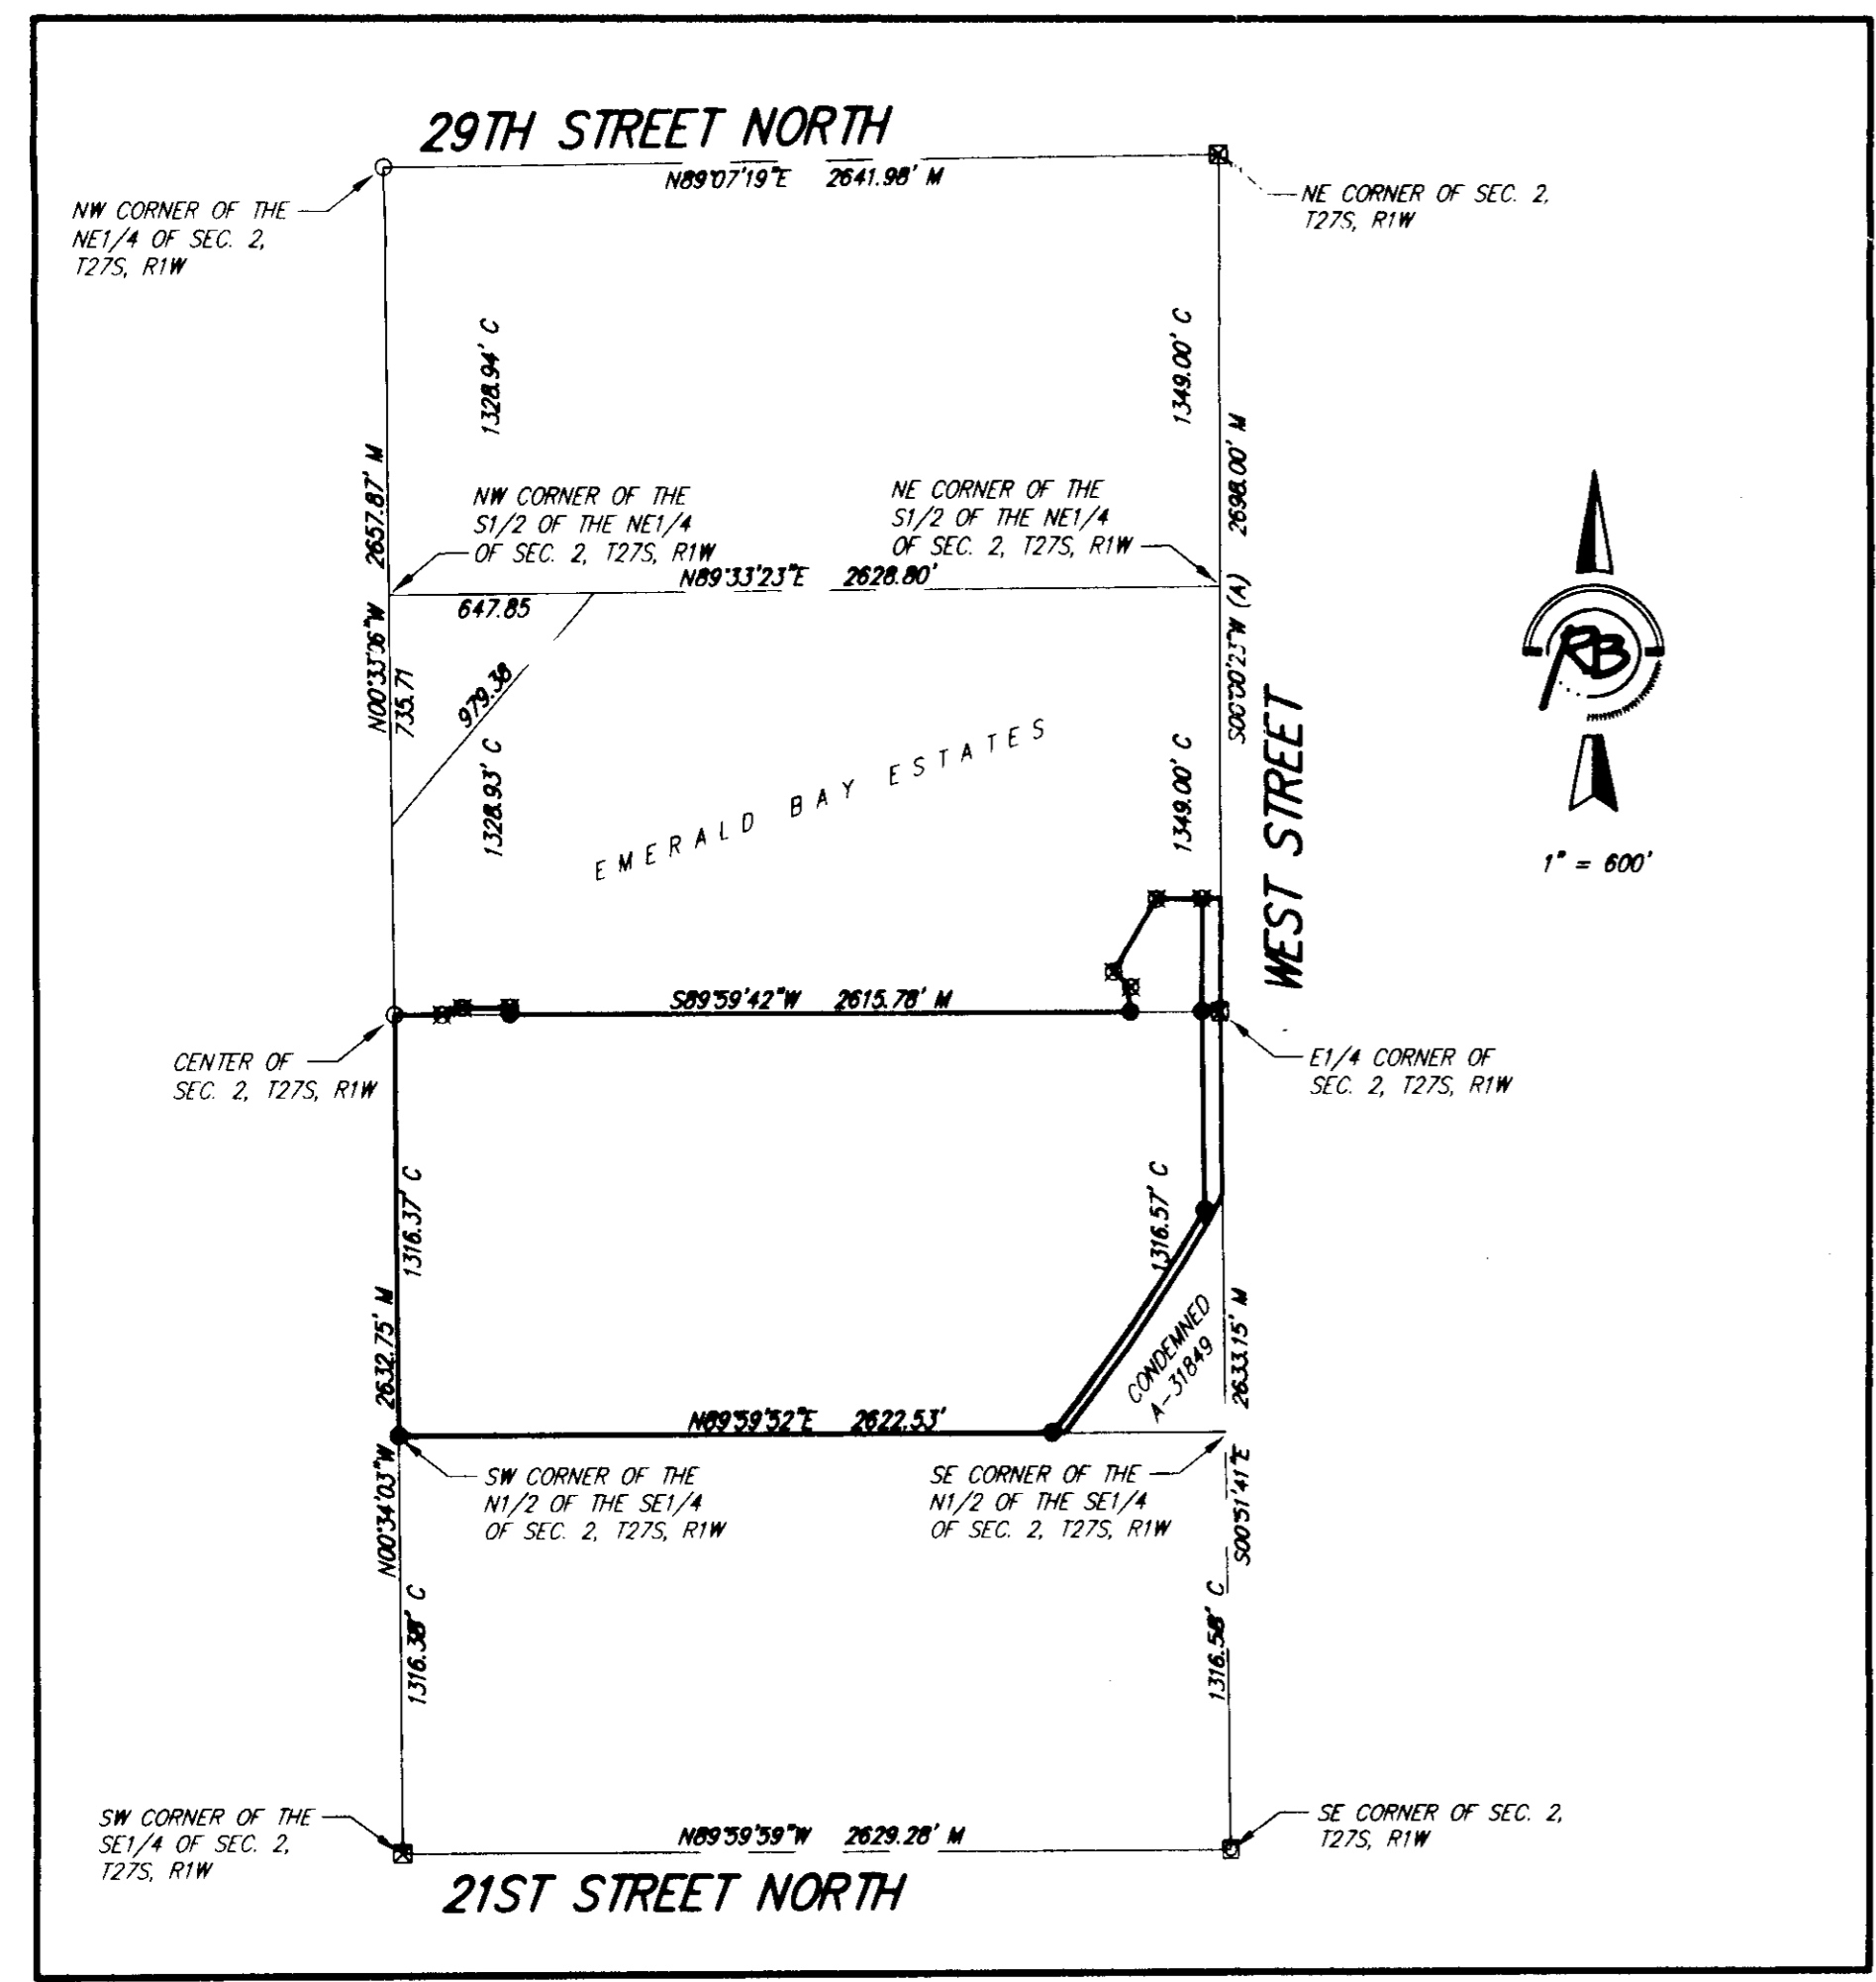 29TH STREET NORTH
N89°07'19"E 2641.98' M
NW CORNER OF THE
NE1/4 OF SEC. 2,
T27S, R1W
NE CORNER OF SEC. 2,
T27S, R1W
1328.94' C
1349.00' C
2657.87' M
2698.00' M
NW CORNER OF THE
S1/2 OF THE NE1/4
OF SEC. 2, T27S, R1W
NE CORNER OF THE
S1/2 OF THE NE1/4
OF SEC. 2, T27S, R1W
N89°33'23"E 2628.80'
647.85
N00°33'06"W
735.71
979.38
S00°00'23"W (A)
1328.93' C
EMERALD BAY ESTATES
1349.00' C
WEST STREET
RB
1" = 600'
S89°59'42"W 2615.78' M
CENTER OF
SEC. 2, T27S, R1W
E1/4 CORNER OF
SEC. 2, T27S, R1W
1316.37' C
1316.57' C
2632.75' M
CONDEMNED
A-31849
2633.15' M
N89°59'52"E 2622.53'
N00°34'03"W
SW CORNER OF THE
N1/2 OF THE SE1/4
OF SEC. 2, T27S, R1W
SE CORNER OF THE
N1/2 OF THE SE1/4
OF SEC. 2, T27S, R1W
S00°51'41"E
1316.38' C
1316.58' C
SW CORNER OF THE
SE1/4 OF SEC. 2,
T27S, R1W
N89°59'59"W 2629.28' M
SE CORNER OF SEC. 2,
T27S, R1W
21ST STREET NORTH